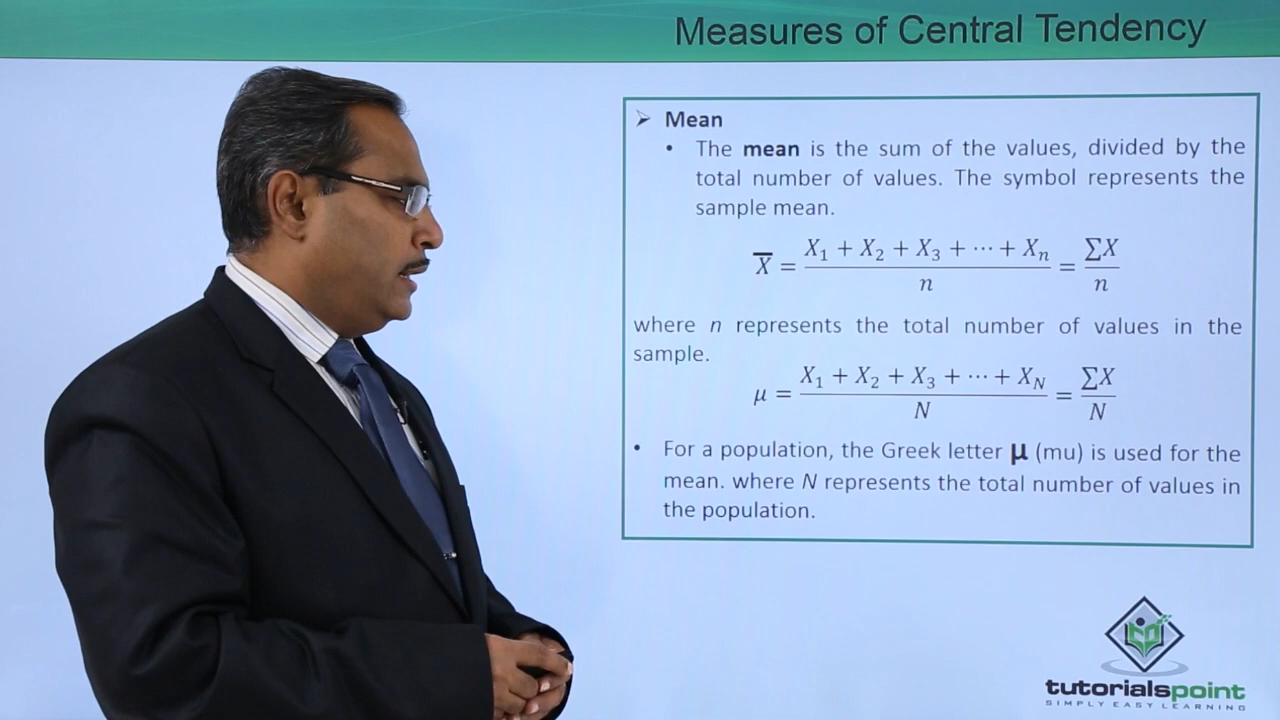 Measures of Central Tendency
➤ Mean
• The mean is the sum of the values, divided by the
total number of values. The symbol represents the
sample mean.
X̅ = (X₁ + X₂ + X₃ + ⋯ + Xₙ) / n = ∑X / n
where n represents the total number of values in the
sample.
μ = (X₁ + X₂ + X₃ + ⋯ + X_N) / N = ∑X / N
• For a population, the Greek letter μ (mu) is used for the
mean. where N represents the total number of values in
the population.
tutorialspoint
SIMPLY EASY LEARNING